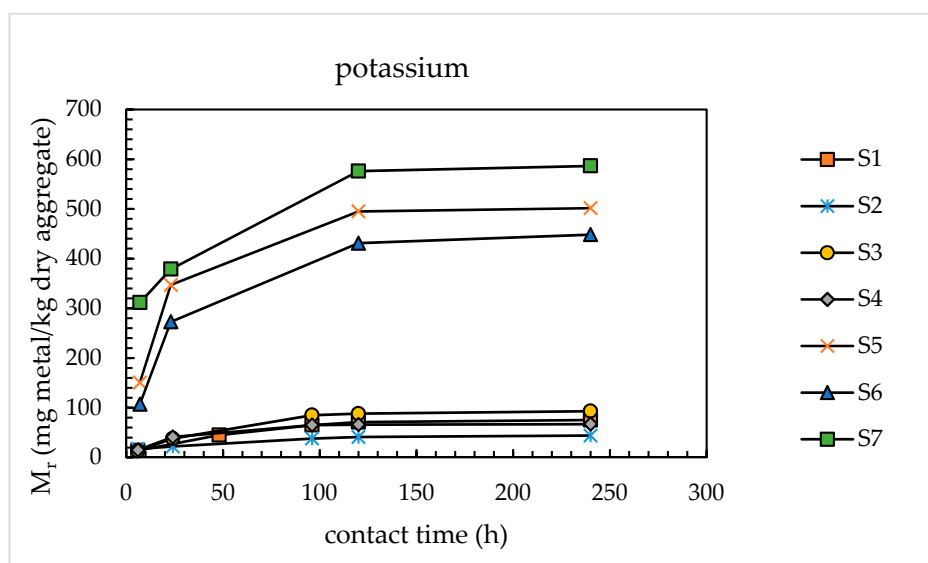 potassium
M_r (mg metal/kg dry aggregate)
700
600
500
400
300
200
100
0
0 50 100 150 200 250 300
contact time (h)
S1
S2
S3
S4
S5
S6
S7